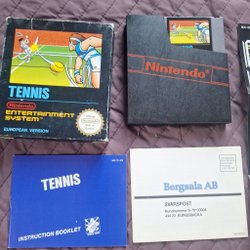 TENNIS
Nintendo
ENTERTAINMENT
SYSTEM
EUROPEAN VERSION
Nintendo
TENNIS
INSTRUCTION BOOKLET
Bergsala AB
SVARSPOST